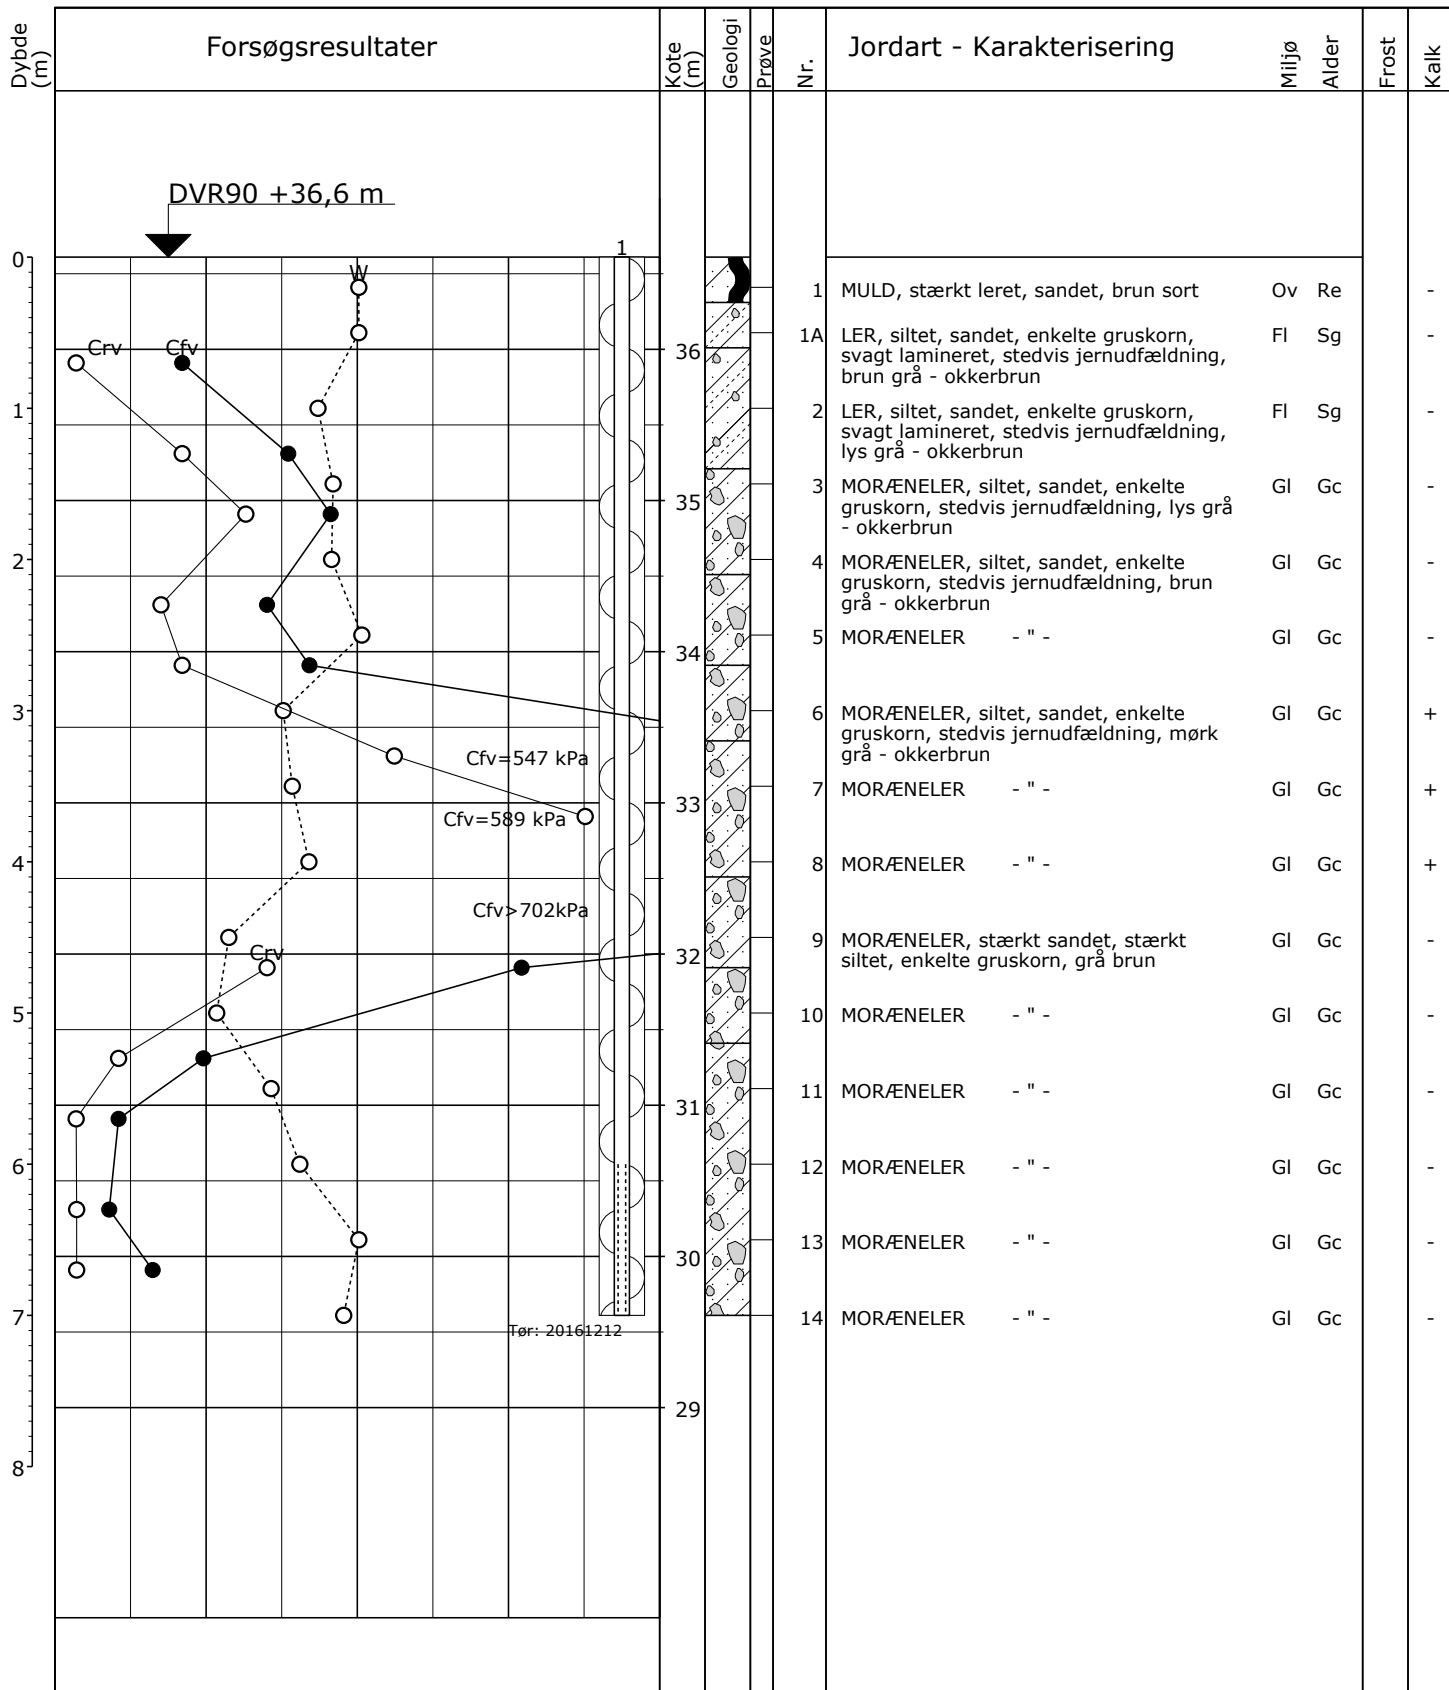 Dybde (m)
Forsøgsresultater
Kote (m)
Geologi
Prøve
Nr.
Jordart - Karakterisering
Miljø
Alder
Frost
Kalk
DVR90 +36,6 m
1
0
W
1 MULD, stærkt leret, sandet, brun sort Ov Re -
1A LER, siltet, sandet, enkelte gruskorn, Fl Sg -
svagt lamineret, stedvis jernudfældning,
brun grå - okkerbrun
Crv Cfv
36
1
2 LER, siltet, sandet, enkelte gruskorn, Fl Sg -
svagt lamineret, stedvis jernudfældning,
lys grå - okkerbrun
3 MORÆNELER, siltet, sandet, enkelte Gl Gc -
gruskorn, stedvis jernudfældning, lys grå
- okkerbrun
35
2
4 MORÆNELER, siltet, sandet, enkelte Gl Gc -
gruskorn, stedvis jernudfældning, brun
grå - okkerbrun
5 MORÆNELER - " - Gl Gc -
34
3
6 MORÆNELER, siltet, sandet, enkelte Gl Gc +
gruskorn, stedvis jernudfældning, mørk
grå - okkerbrun
Cfv=547 kPa
7 MORÆNELER - " - Gl Gc +
33
Cfv=589 kPa
4
8 MORÆNELER - " - Gl Gc +
Cfv>702kPa
9 MORÆNELER, stærkt sandet, stærkt Gl Gc -
siltet, enkelte gruskorn, grå brun
Crv
32
5
10 MORÆNELER - " - Gl Gc -
11 MORÆNELER - " - Gl Gc -
31
6
12 MORÆNELER - " - Gl Gc -
13 MORÆNELER - " - Gl Gc -
30
7
14 MORÆNELER - " - Gl Gc -
Tør: 20161212
29
8